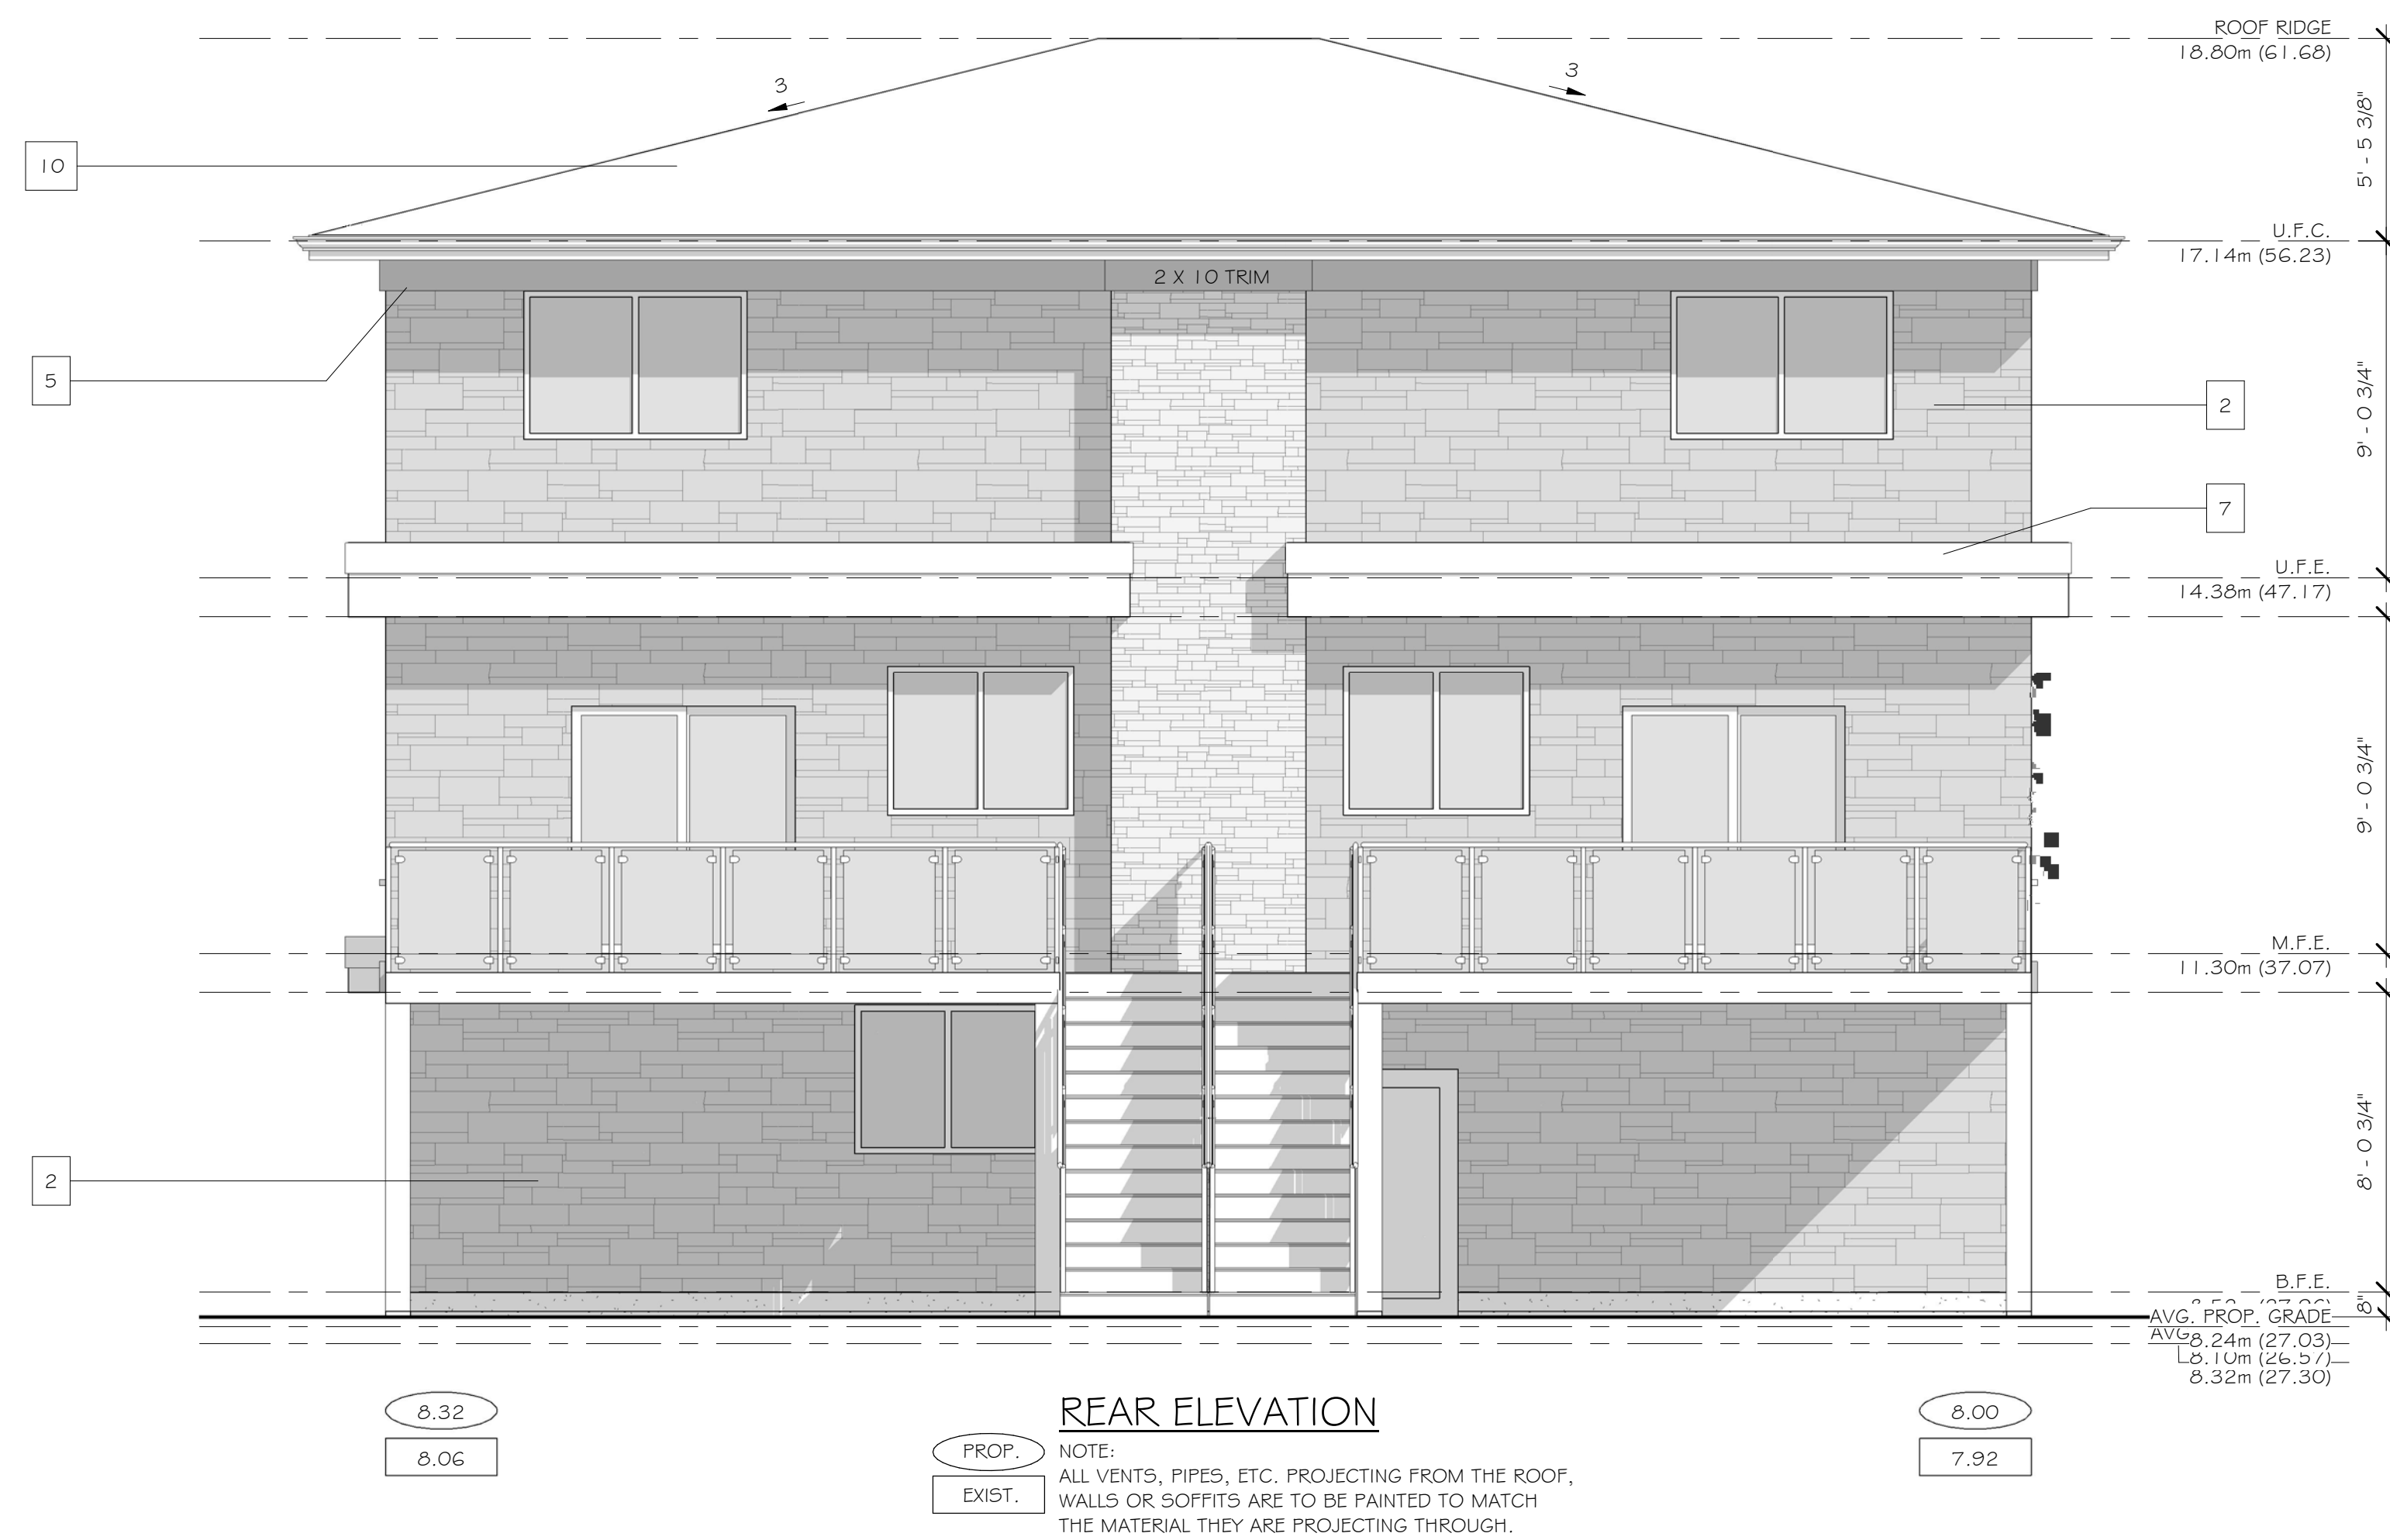 ROOF RIDGE
18.80m (61.68)
3
3
5' - 5 3/8"
10
U.F.C.
17.14m (56.23)
2 X 10 TRIM
5
2
9' - 0 3/4"
7
U.F.E.
14.38m (47.17)
9' - 0 3/4"
M.F.E.
11.30m (37.07)
8' - 0 3/4"
2
B.F.E.
8"
AVG. PROP. GRADE
AVG
8.24m (27.03)
8.10m (26.57)
8.32m (27.30)
8.32
8.06
8.00
7.92
REAR ELEVATION
PROP.
EXIST.
NOTE:
ALL VENTS, PIPES, ETC. PROJECTING FROM THE ROOF,
WALLS OR SOFFITS ARE TO BE PAINTED TO MATCH
THE MATERIAL THEY ARE PROJECTING THROUGH.